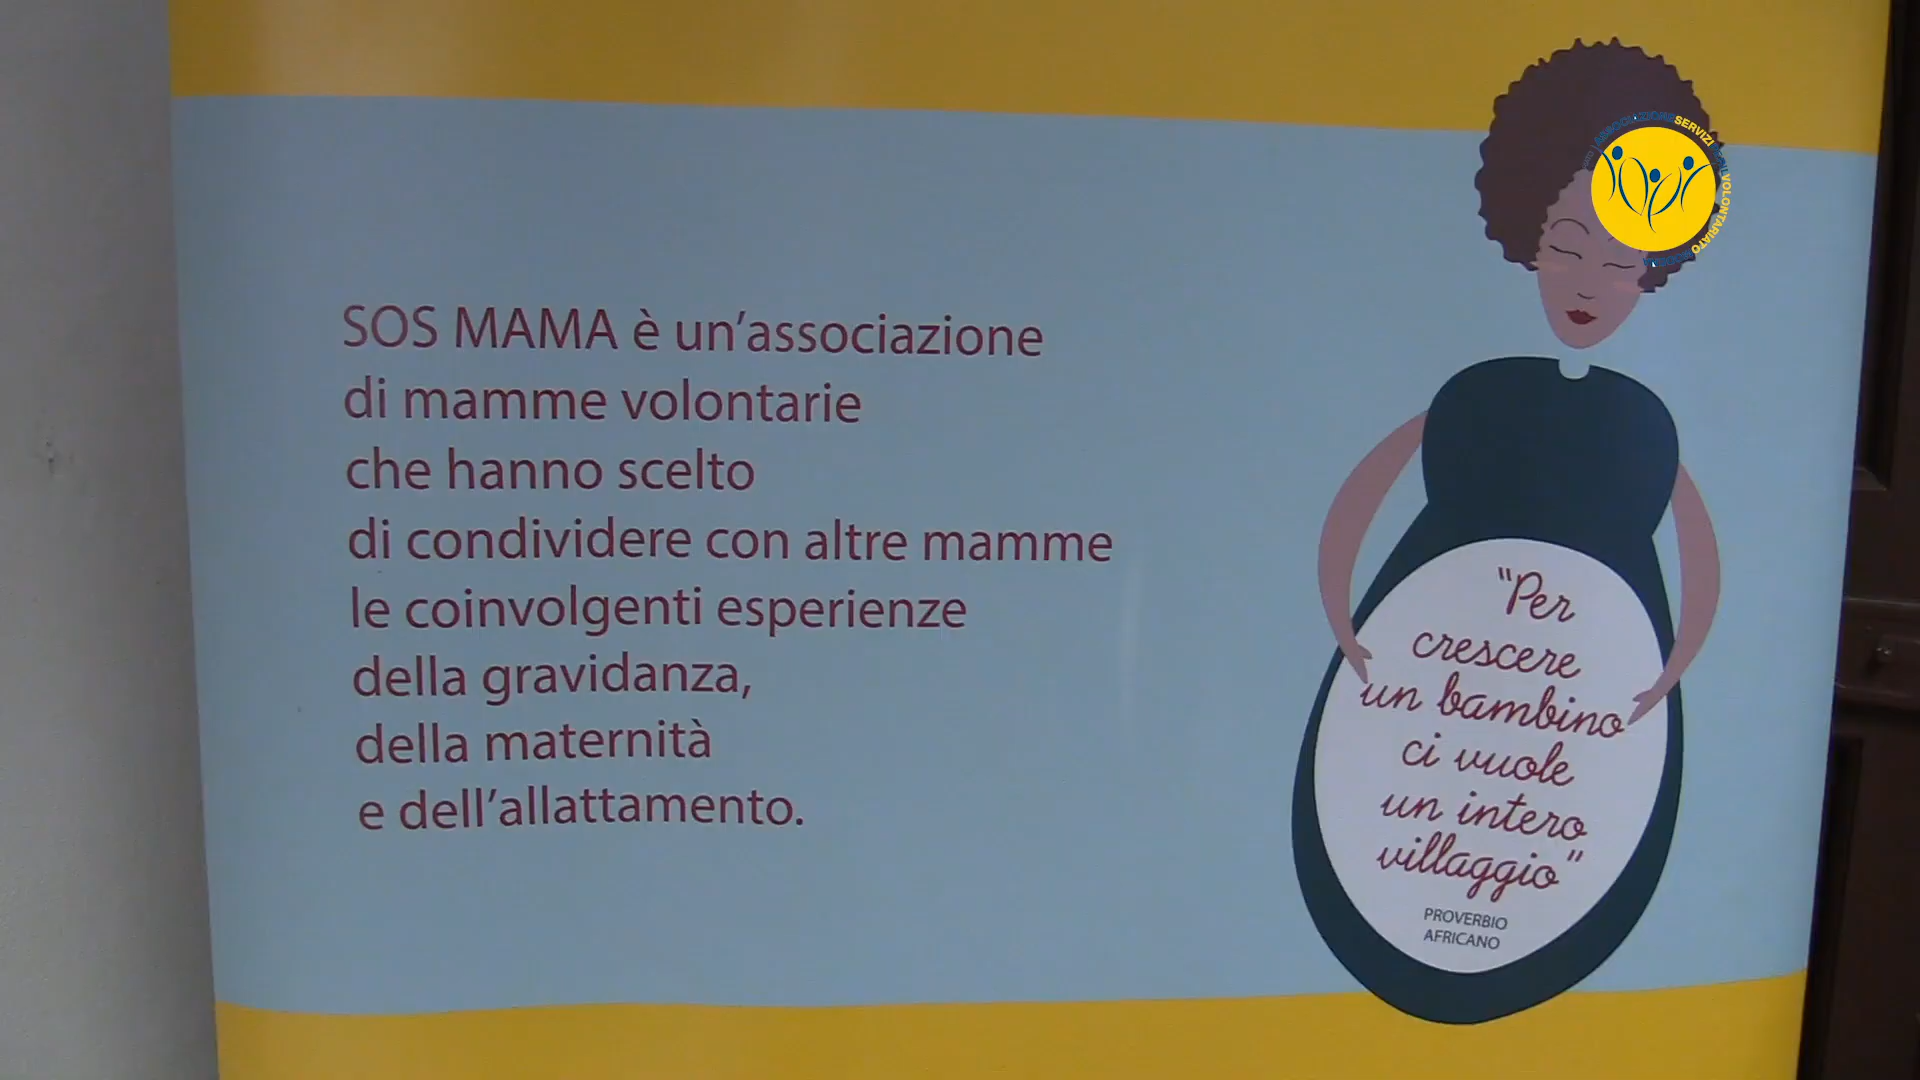 SOS MAMA è un'associazione
di mamme volontarie
che hanno scelto
di condividere con altre mamme
le coinvolgenti esperienze
della gravidanza,
della maternità
e dell'allattamento.
"Per
crescere
un bambino
ci vuole
un intero
villaggio"
PROVERBIO
AFRICANO
SERVIZI
VOLONTARIATO